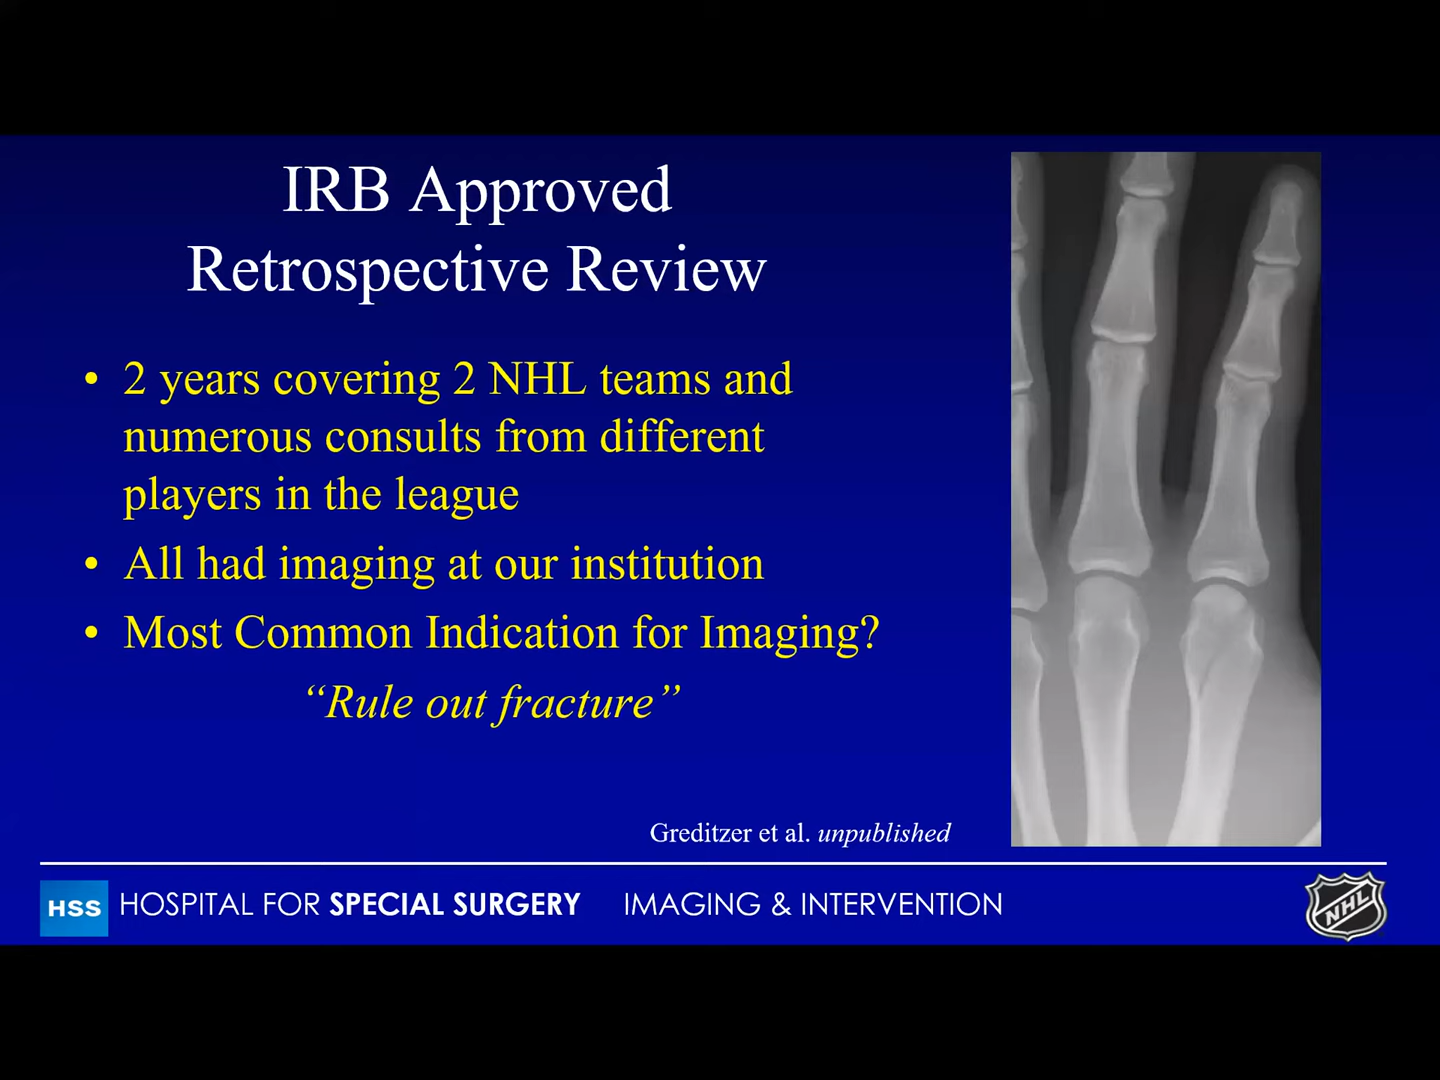 IRB Approved
Retrospective Review
• 2 years covering 2 NHL teams and
numerous consults from different
players in the league
• All had imaging at our institution
• Most Common Indication for Imaging?
“Rule out fracture”
Greditzer et al. unpublished
HSS HOSPITAL FOR SPECIAL SURGERY IMAGING & INTERVENTION
NHL